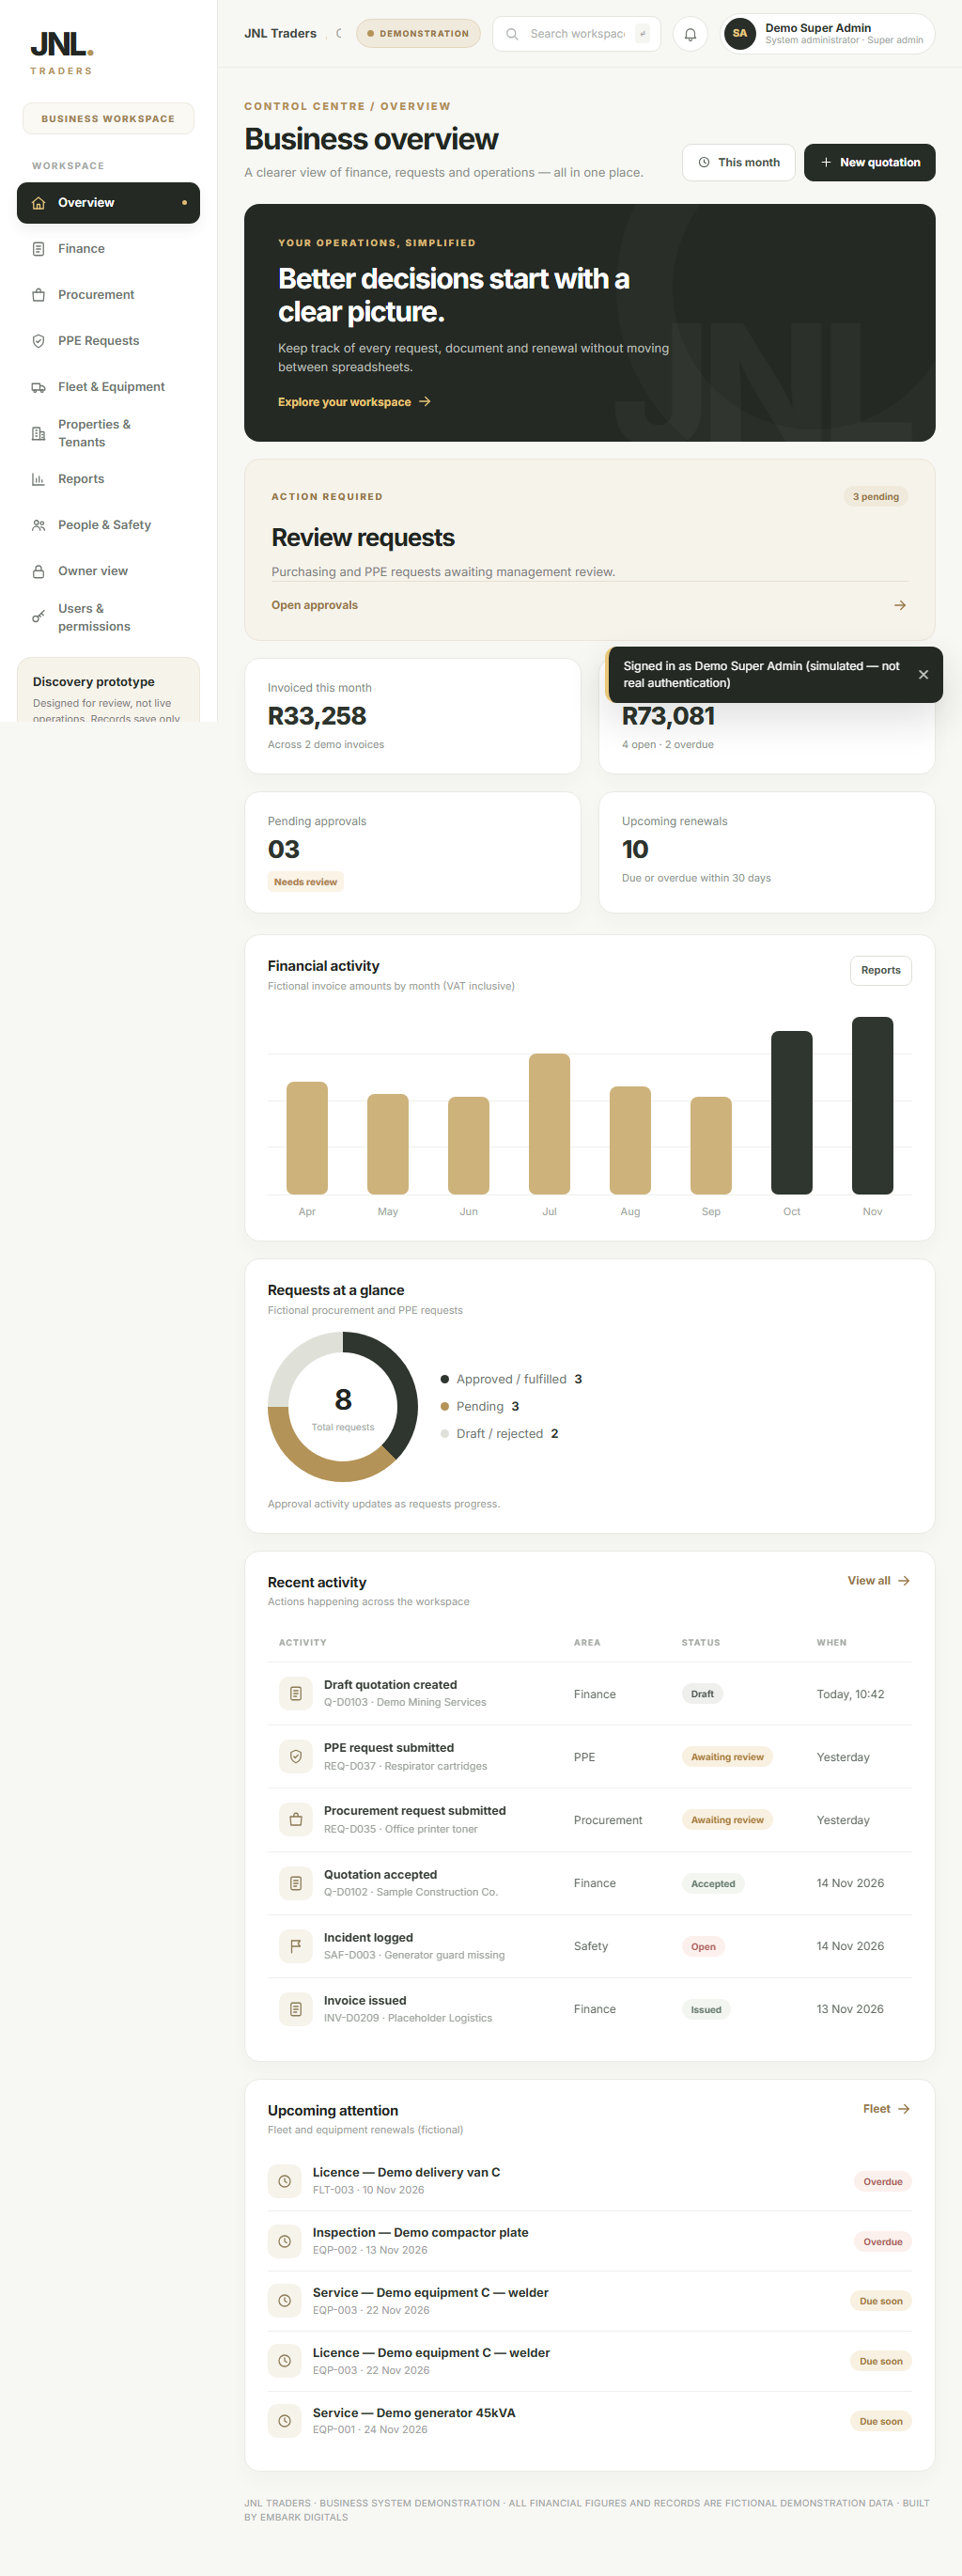 JNL.
TRADERS
BUSINESS WORKSPACE
WORKSPACE
Overview
Finance
Procurement
PPE Requests
Fleet & Equipment
Properties &
Tenants
Reports
People & Safety
Owner view
Users &
permissions
Discovery prototype
Designed for review, not live
operations. Records save only
JNL Traders
DEMONSTRATION
Search workspace
SA
Demo Super Admin
System administrator · Super admin
CONTROL CENTRE / OVERVIEW
Business overview
A clearer view of finance, requests and operations — all in one place.
This month
New quotation
YOUR OPERATIONS, SIMPLIFIED
Better decisions start with a
clear picture.
Keep track of every request, document and renewal without moving
between spreadsheets.
Explore your workspace
JNL
ACTION REQUIRED
3 pending
Review requests
Purchasing and PPE requests awaiting management review.
Open approvals
Signed in as Demo Super Admin (simulated — not
real authentication)
Invoiced this month
R33,258
Across 2 demo invoices
R73,081
4 open · 2 overdue
Pending approvals
03
Needs review
Upcoming renewals
10
Due or overdue within 30 days
Financial activity
Fictional invoice amounts by month (VAT inclusive)
Reports
Apr May Jun Jul Aug Sep Oct Nov
Requests at a glance
Fictional procurement and PPE requests
8
Total requests
Approved / fulfilled 3
Pending 3
Draft / rejected 2
Approval activity updates as requests progress.
Recent activity
Actions happening across the workspace
View all
ACTIVITY AREA STATUS WHEN
Draft quotation created
Q-D0103 · Demo Mining Services
Finance Draft Today, 10:42
PPE request submitted
REQ-D037 · Respirator cartridges
PPE Awaiting review Yesterday
Procurement request submitted
REQ-D035 · Office printer toner
Procurement Awaiting review Yesterday
Quotation accepted
Q-D0102 · Sample Construction Co.
Finance Accepted 14 Nov 2026
Incident logged
SAF-D003 · Generator guard missing
Safety Open 14 Nov 2026
Invoice issued
INV-D0209 · Placeholder Logistics
Finance Issued 13 Nov 2026
Upcoming attention
Fleet and equipment renewals (fictional)
Fleet
Licence — Demo delivery van C
FLT-003 · 10 Nov 2026
Overdue
Inspection — Demo compactor plate
EQP-002 · 13 Nov 2026
Overdue
Service — Demo equipment C — welder
EQP-003 · 22 Nov 2026
Due soon
Licence — Demo equipment C — welder
EQP-003 · 22 Nov 2026
Due soon
Service — Demo generator 45kVA
EQP-001 · 24 Nov 2026
Due soon
JNL TRADERS · BUSINESS SYSTEM DEMONSTRATION · ALL FINANCIAL FIGURES AND RECORDS ARE FICTIONAL DEMONSTRATION DATA · BUILT
BY EMBARK DIGITALS